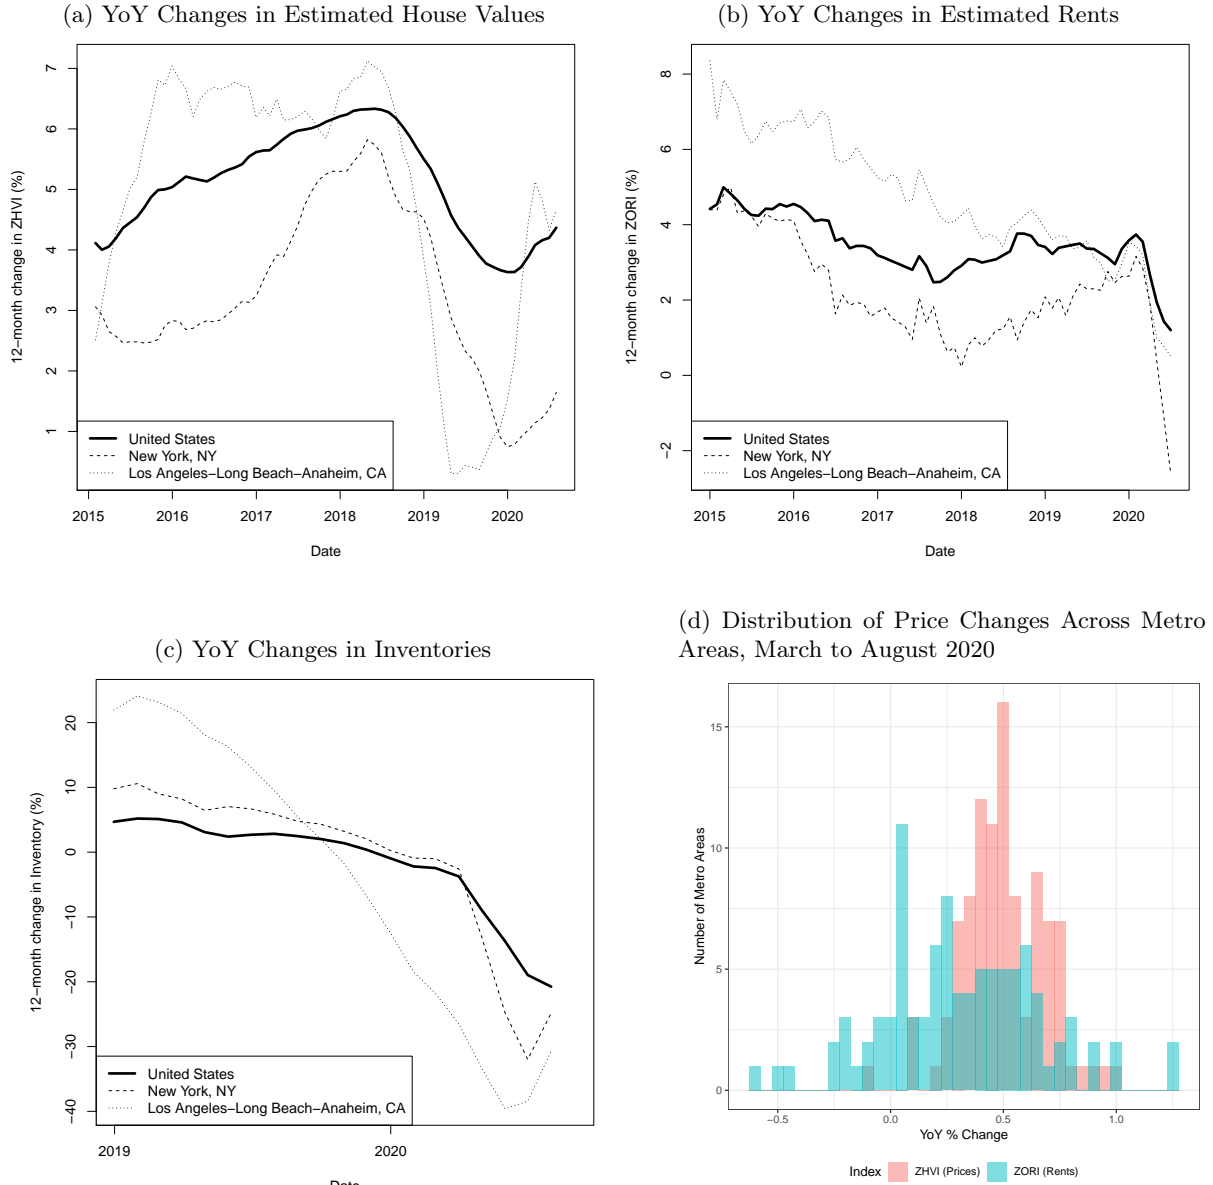 (a) YoY Changes in Estimated House Values
12−month change in ZHVI (%)
7
6
5
4
3
2
1
United States
New York, NY
Los Angeles−Long Beach−Anaheim, CA
2015 2016 2017 2018 2019 2020
Date
(b) YoY Changes in Estimated Rents
12−month change in ZORI (%)
8
6
4
2
0
−2
United States
New York, NY
Los Angeles−Long Beach−Anaheim, CA
2015 2016 2017 2018 2019 2020
Date
(c) YoY Changes in Inventories
12−month change in Inventory (%)
20
10
0
−10
−20
−30
−40
United States
New York, NY
Los Angeles−Long Beach−Anaheim, CA
2019 2020
Date
(d) Distribution of Price Changes Across Metro
Areas, March to August 2020
Number of Metro Areas
15
10
5
0
−0.5 0.0 0.5 1.0
YoY % Change
Index ZHVI (Prices) ZORI (Rents)